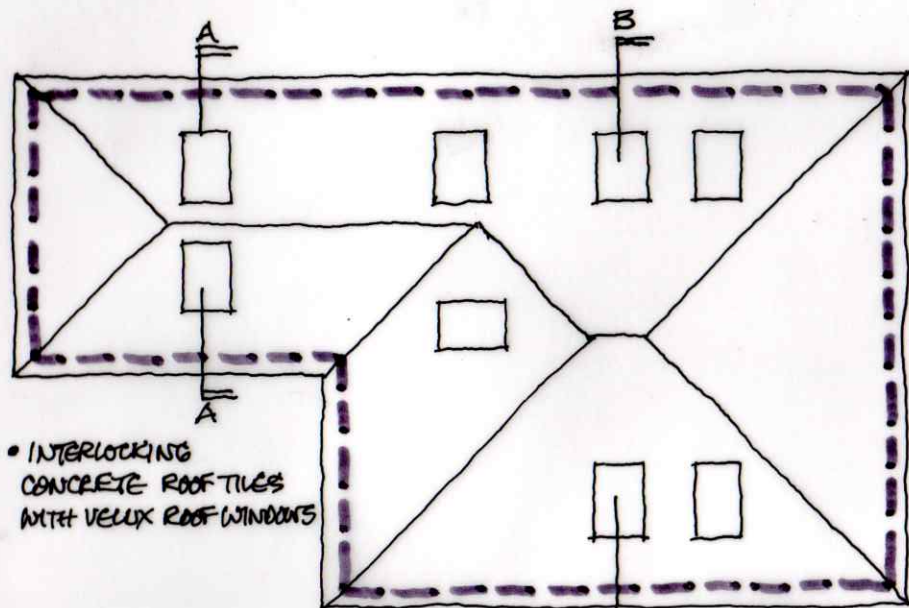 A
B
A
• INTERLOCKING
CONCRETE ROOF TILES
WITH VELUX ROOF WINDOWS